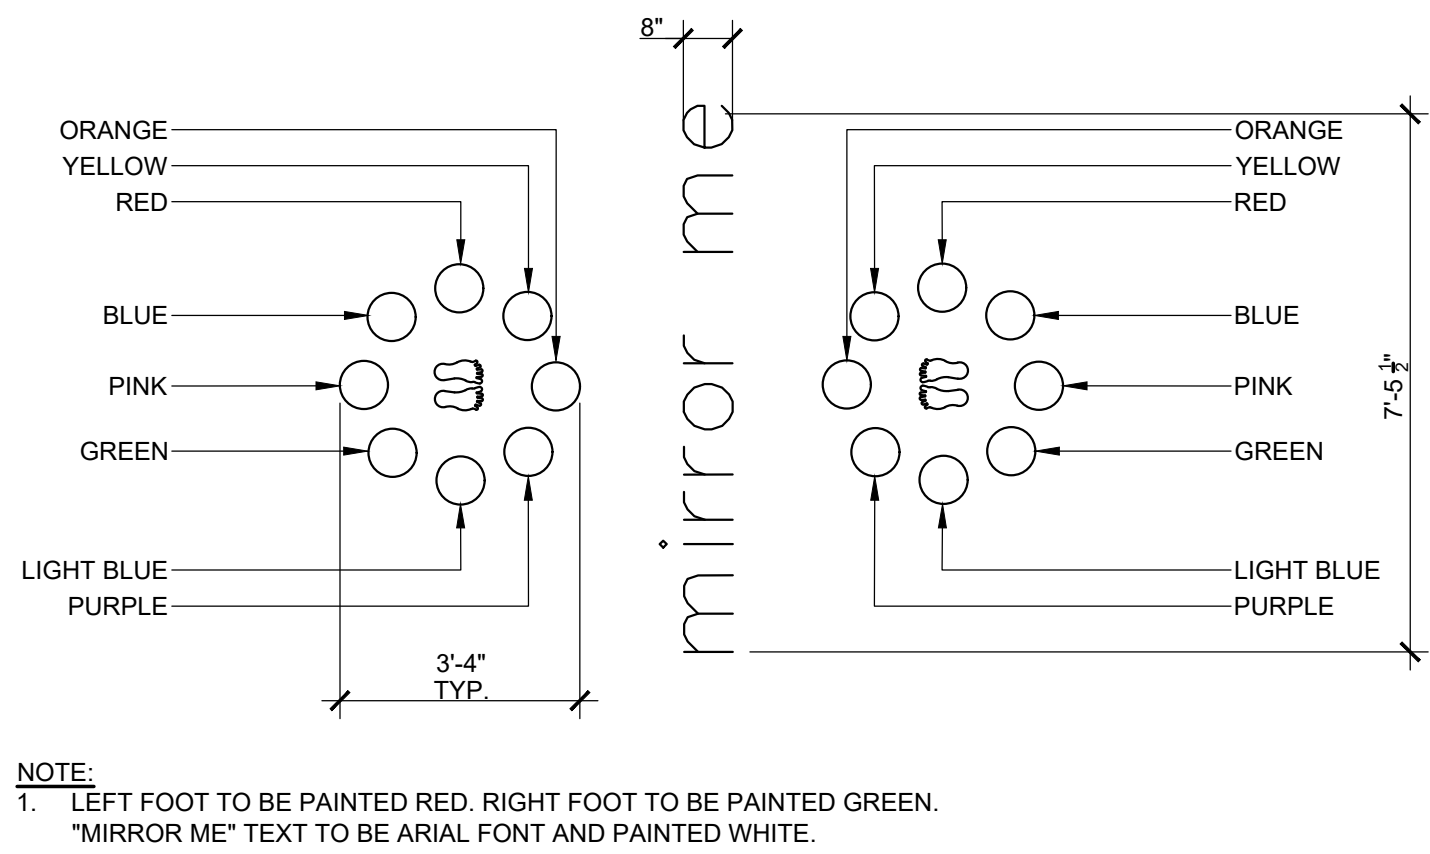 8"
ORANGE
YELLOW
RED
BLUE
PINK
GREEN
LIGHT BLUE
PURPLE
3'-4"
TYP.
mirror me
ORANGE
YELLOW
RED
BLUE
PINK
GREEN
LIGHT BLUE
PURPLE
7'-5 1/2"
NOTE:
1. LEFT FOOT TO BE PAINTED RED. RIGHT FOOT TO BE PAINTED GREEN.
"MIRROR ME" TEXT TO BE ARIAL FONT AND PAINTED WHITE.